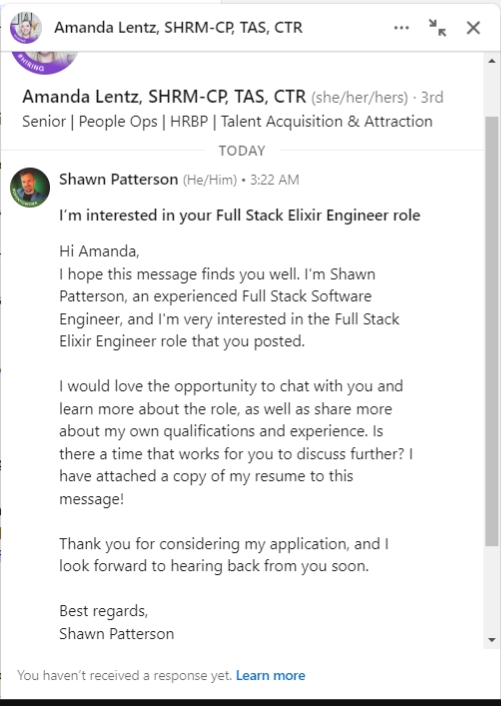 Amanda Lentz, SHRM-CP, TAS, CTR
#HIRING
Amanda Lentz, SHRM-CP, TAS, CTR (she/her/hers) · 3rd
Senior | People Ops | HRBP | Talent Acquisition & Attraction
TODAY
Shawn Patterson (He/Him) • 3:22 AM
I'm interested in your Full Stack Elixir Engineer role
Hi Amanda,
I hope this message finds you well. I'm Shawn
Patterson, an experienced Full Stack Software
Engineer, and I'm very interested in the Full Stack
Elixir Engineer role that you posted.
I would love the opportunity to chat with you and
learn more about the role, as well as share more
about my own qualifications and experience. Is
there a time that works for you to discuss further? I
have attached a copy of my resume to this
message!
Thank you for considering my application, and I
look forward to hearing back from you soon.
Best regards,
Shawn Patterson
You haven't received a response yet. Learn more